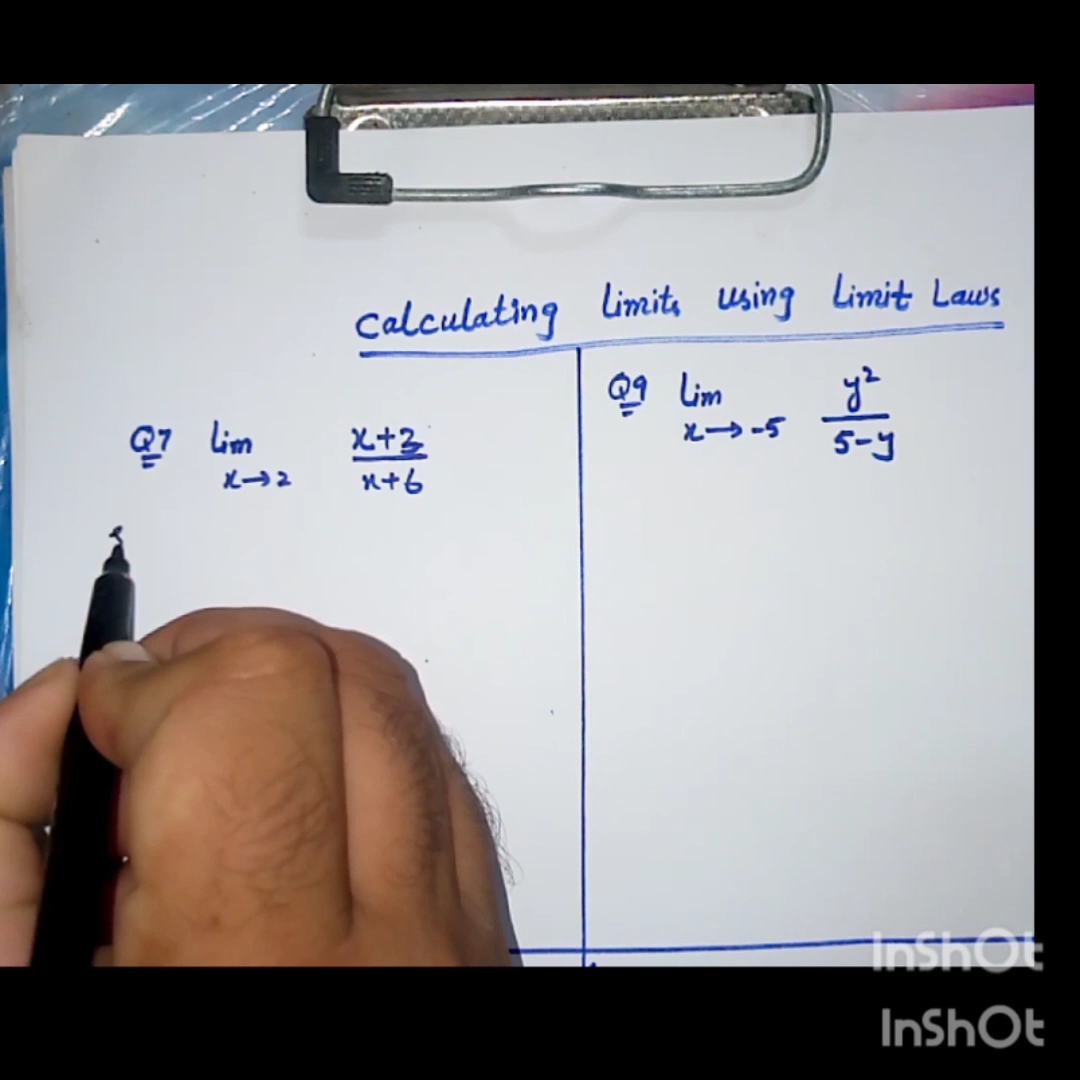 Calculating limits using Limit Laws
Q7 lim x→2 x+3/x+6
Q9 lim x→-5 y²/5-y
InShOt
InShOt